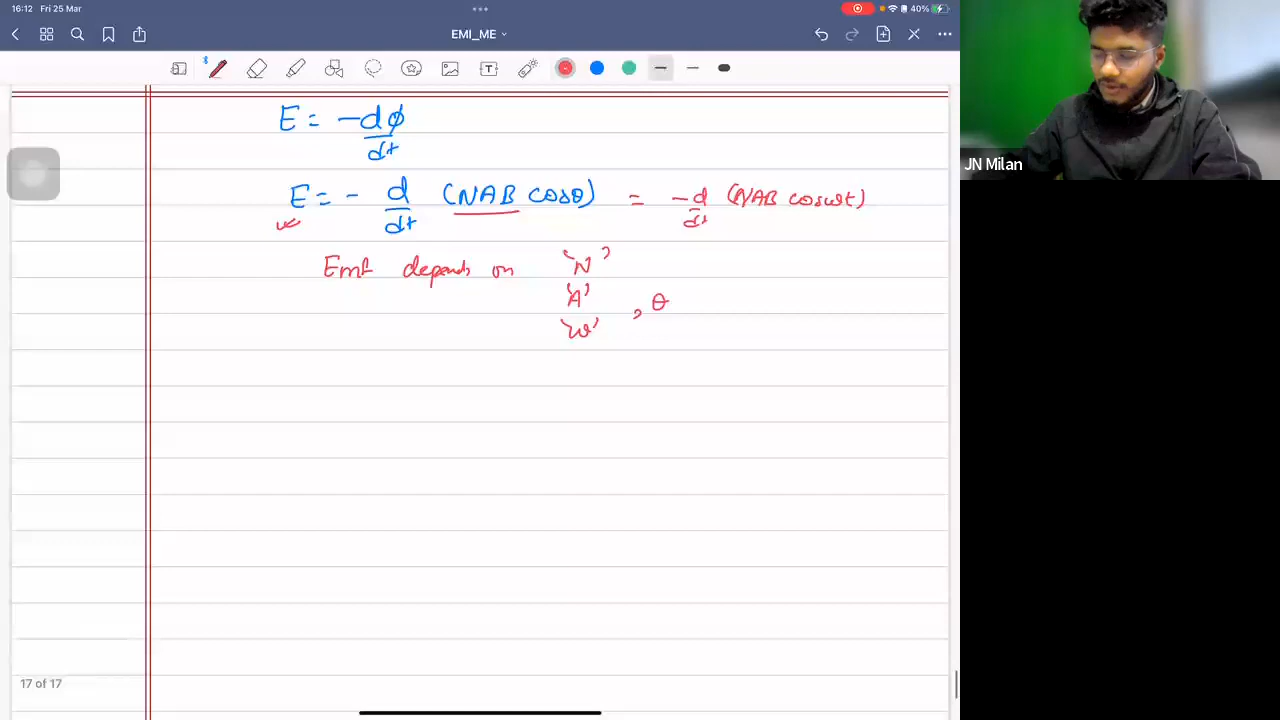 16:12 Fri 25 Mar
40%
EMI_ME
JN Milan
E = -dφ/dt
E = - d/dt (NAB cosθ) = -d/dt (NAB cosωt)
Emf depends on 'N'
'A'
'ω' , θ
17 of 17